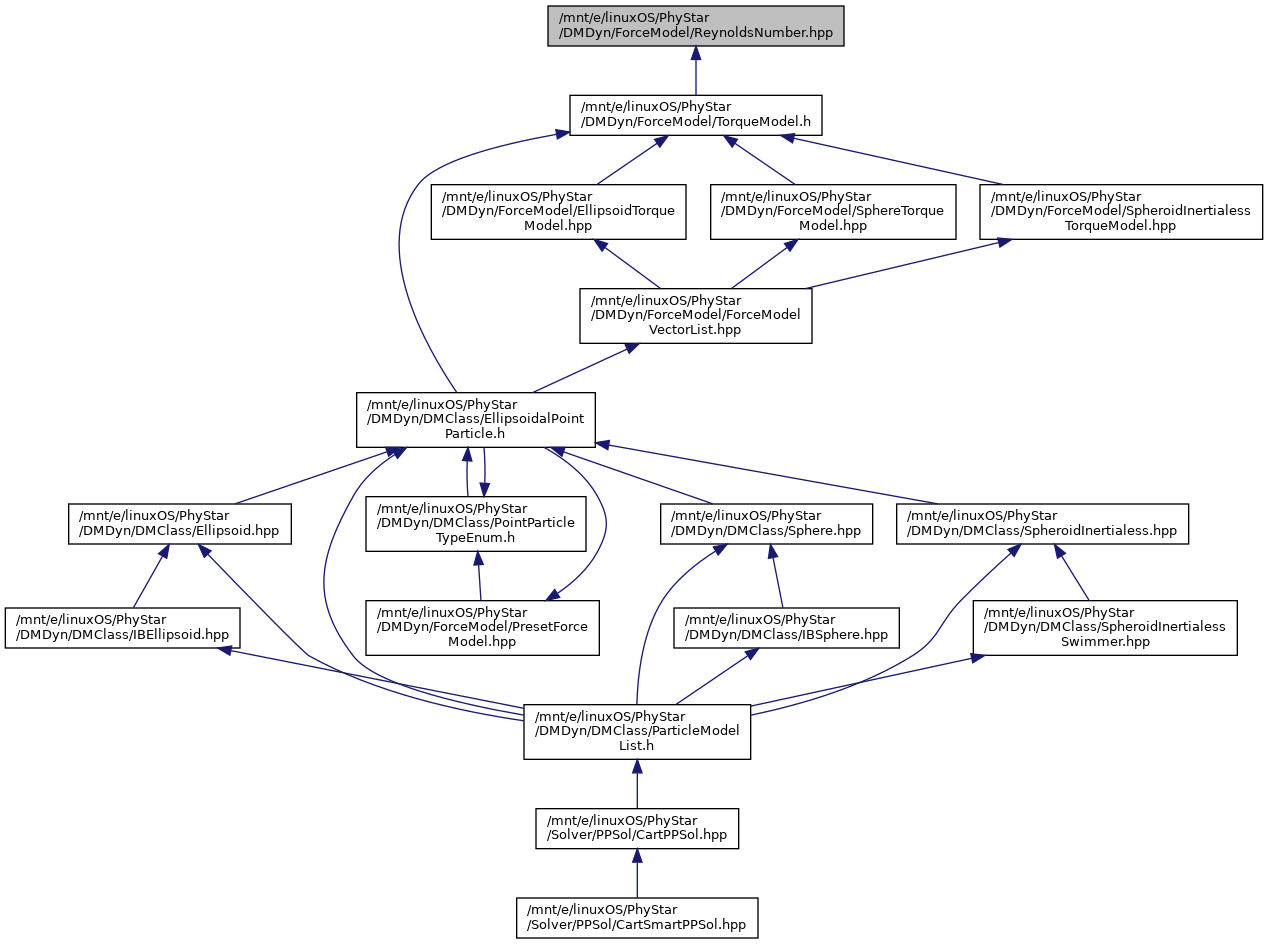 /mnt/e/linuxOS/PhyStar
/DMDyn/ForceModel/ReynoldsNumber.hpp
/mnt/e/linuxOS/PhyStar
/DMDyn/ForceModel/TorqueModel.h
/mnt/e/linuxOS/PhyStar
/DMDyn/ForceModel/EllipsoidTorque
Model.hpp
/mnt/e/linuxOS/PhyStar
/DMDyn/ForceModel/SphereTorque
Model.hpp
/mnt/e/linuxOS/PhyStar
/DMDyn/ForceModel/SpheroidInertialess
TorqueModel.hpp
/mnt/e/linuxOS/PhyStar
/DMDyn/ForceModel/ForceModel
VectorList.hpp
/mnt/e/linuxOS/PhyStar
/DMDyn/DMClass/EllipsoidalPoint
Particle.h
/mnt/e/linuxOS/PhyStar
/DMDyn/DMClass/Ellipsoid.hpp
/mnt/e/linuxOS/PhyStar
/DMDyn/DMClass/PointParticle
TypeEnum.h
/mnt/e/linuxOS/PhyStar
/DMDyn/DMClass/Sphere.hpp
/mnt/e/linuxOS/PhyStar
/DMDyn/DMClass/SpheroidInertialess.hpp
/mnt/e/linuxOS/PhyStar
/DMDyn/DMClass/IBEllipsoid.hpp
/mnt/e/linuxOS/PhyStar
/DMDyn/ForceModel/PresetForce
Model.hpp
/mnt/e/linuxOS/PhyStar
/DMDyn/DMClass/IBSphere.hpp
/mnt/e/linuxOS/PhyStar
/DMDyn/DMClass/SpheroidInertialess
Swimmer.hpp
/mnt/e/linuxOS/PhyStar
/DMDyn/DMClass/ParticleModel
List.h
/mnt/e/linuxOS/PhyStar
/Solver/PPSol/CartPPSol.hpp
/mnt/e/linuxOS/PhyStar
/Solver/PPSol/CartSmartPPSol.hpp